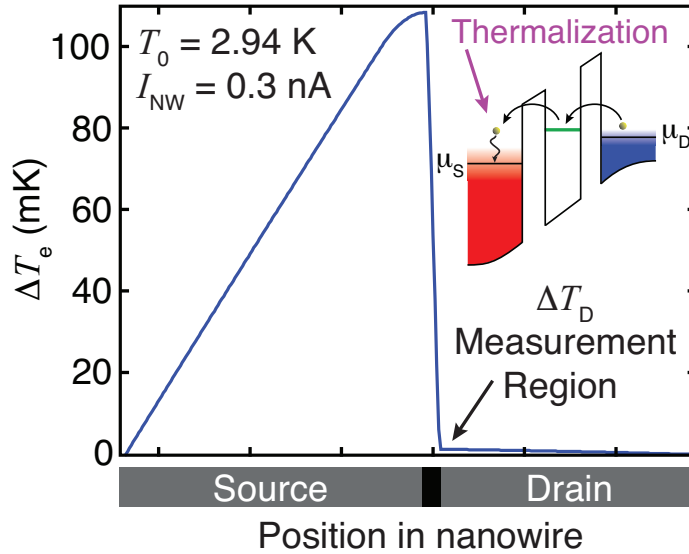 100
80
60
40
20
0
ΔTe (mK)
T0 = 2.94 K
INW = 0.3 nA
Thermalization
μS
μD
ΔTD
Measurement
Region
Source
Drain
Position in nanowire